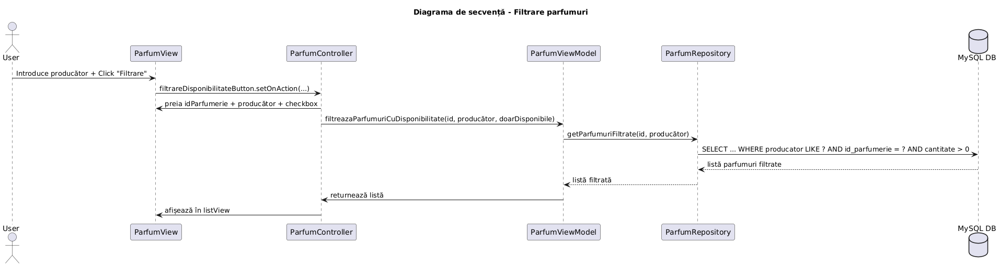 Diagrama de secvență - Filtrare parfumuri
User
ParfumView
ParfumController
ParfumViewModel
ParfumRepository
MySQL DB
Introduce producător + Click "Filtrare"
filtrareDisponibilitateButton.setOnAction(...)
preia idParfumerie + producător + checkbox
filtreazaParfumuriCuDisponibilitate(id, producător, doarDisponibile)
getParfumuriFiltrate(id, producător)
SELECT ... WHERE producator LIKE ? AND id_parfumerie = ? AND cantitate > 0
listă parfumuri filtrate
listă filtrată
returnează listă
afișează în listView
User
ParfumView
ParfumController
ParfumViewModel
ParfumRepository
MySQL DB